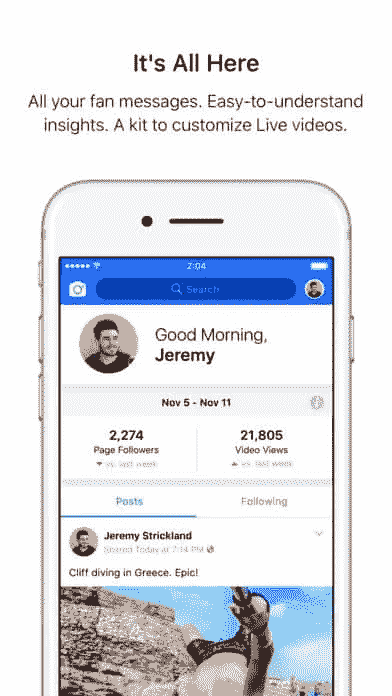 It's All Here
All your fan messages. Easy-to-understand
insights. A kit to customize Live videos.
2:04
Search
Good Morning,
Jeremy
Nov 5 - Nov 11
2,274
21,805
Page Followers
Video Views
vs. last week
vs. last week
Posts
Following
Jeremy Strickland
Shared Today at 7:14 PM
Cliff diving in Greece. Epic!